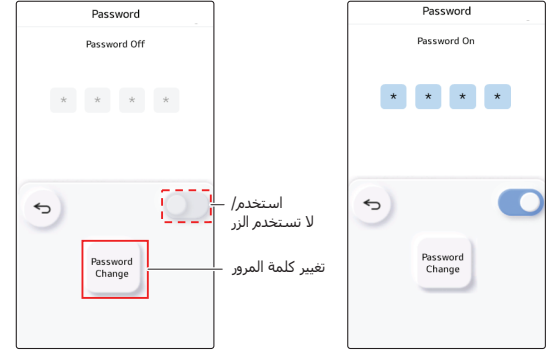 Password
Password Off
* * * *
استخدم/
لا تستخدم الزر
Password
Change
تغيير كلمة المرور
Password
Password On
* * * *
Password
Change